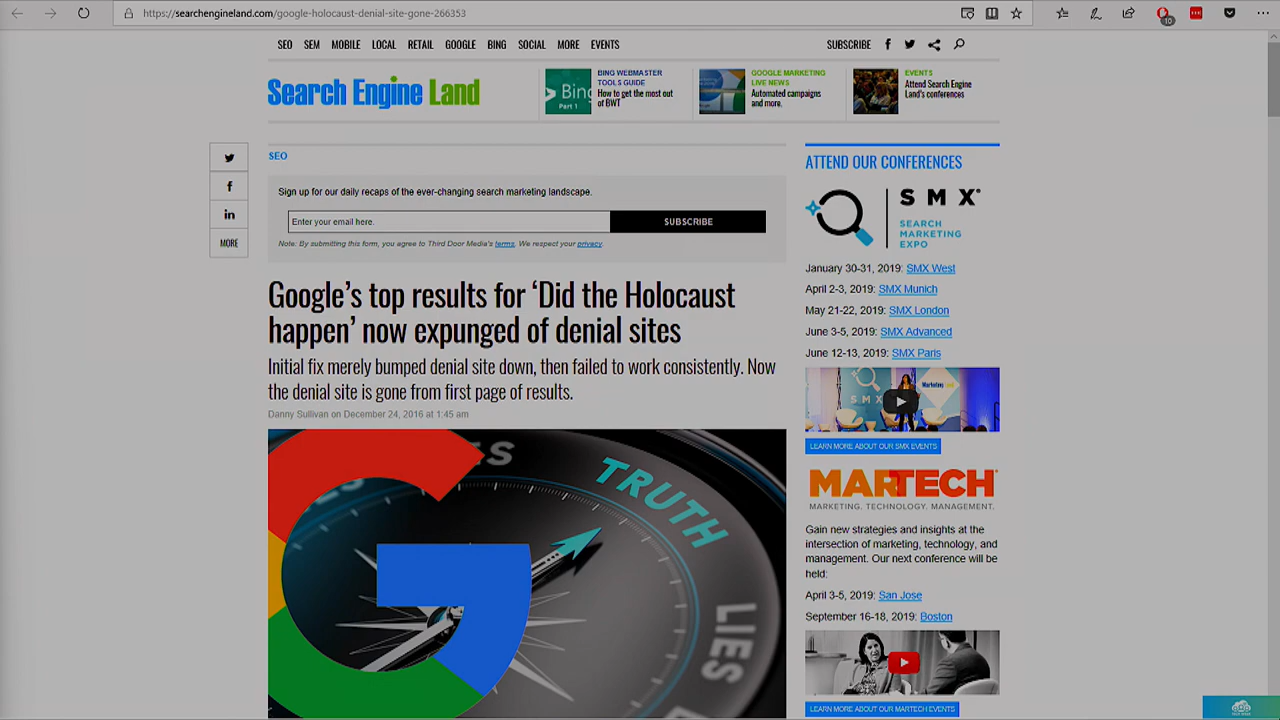 https://searchengineland.com/google-holocaust-denial-site-gone-266353
10
SEO SEM MOBILE LOCAL RETAIL GOOGLE BING SOCIAL MORE EVENTS
SUBSCRIBE
Search Engine Land
Bing
Part 1
BING WEBMASTER
TOOLS GUIDE
How to get the most out
of BWT
GOOGLE MARKETING
LIVE NEWS
Automated campaigns
and more.
EVENTS
Attend Search Engine
Land's conferences
MORE
SEO
Sign up for our daily recaps of the ever-changing search marketing landscape.
Enter your email here.
SUBSCRIBE
Note: By submitting this form, you agree to Third Door Media's terms. We respect your privacy.
Google's top results for ‘Did the Holocaust
happen’ now expunged of denial sites
Initial fix merely bumped denial site down, then failed to work consistently. Now
the denial site is gone from first page of results.
Danny Sullivan on December 24, 2016 at 1:45 am
TRUTH
LIES
ATTEND OUR CONFERENCES
SMX
SEARCH
MARKETING
EXPO
January 30-31, 2019: SMX West
April 2-3, 2019: SMX Munich
May 21-22, 2019: SMX London
June 3-5, 2019: SMX Advanced
June 12-13, 2019: SMX Paris
SMX
Marketing Land
LEARN MORE ABOUT OUR SMX EVENTS
MARTECH
MARKETING. TECHNOLOGY. MANAGEMENT.
Gain new strategies and insights at the
intersection of marketing, technology, and
management. Our next conference will be
held:
April 3-5, 2019: San Jose
September 16-18, 2019: Boston
LEARN MORE ABOUT OUR MARTECH EVENTS